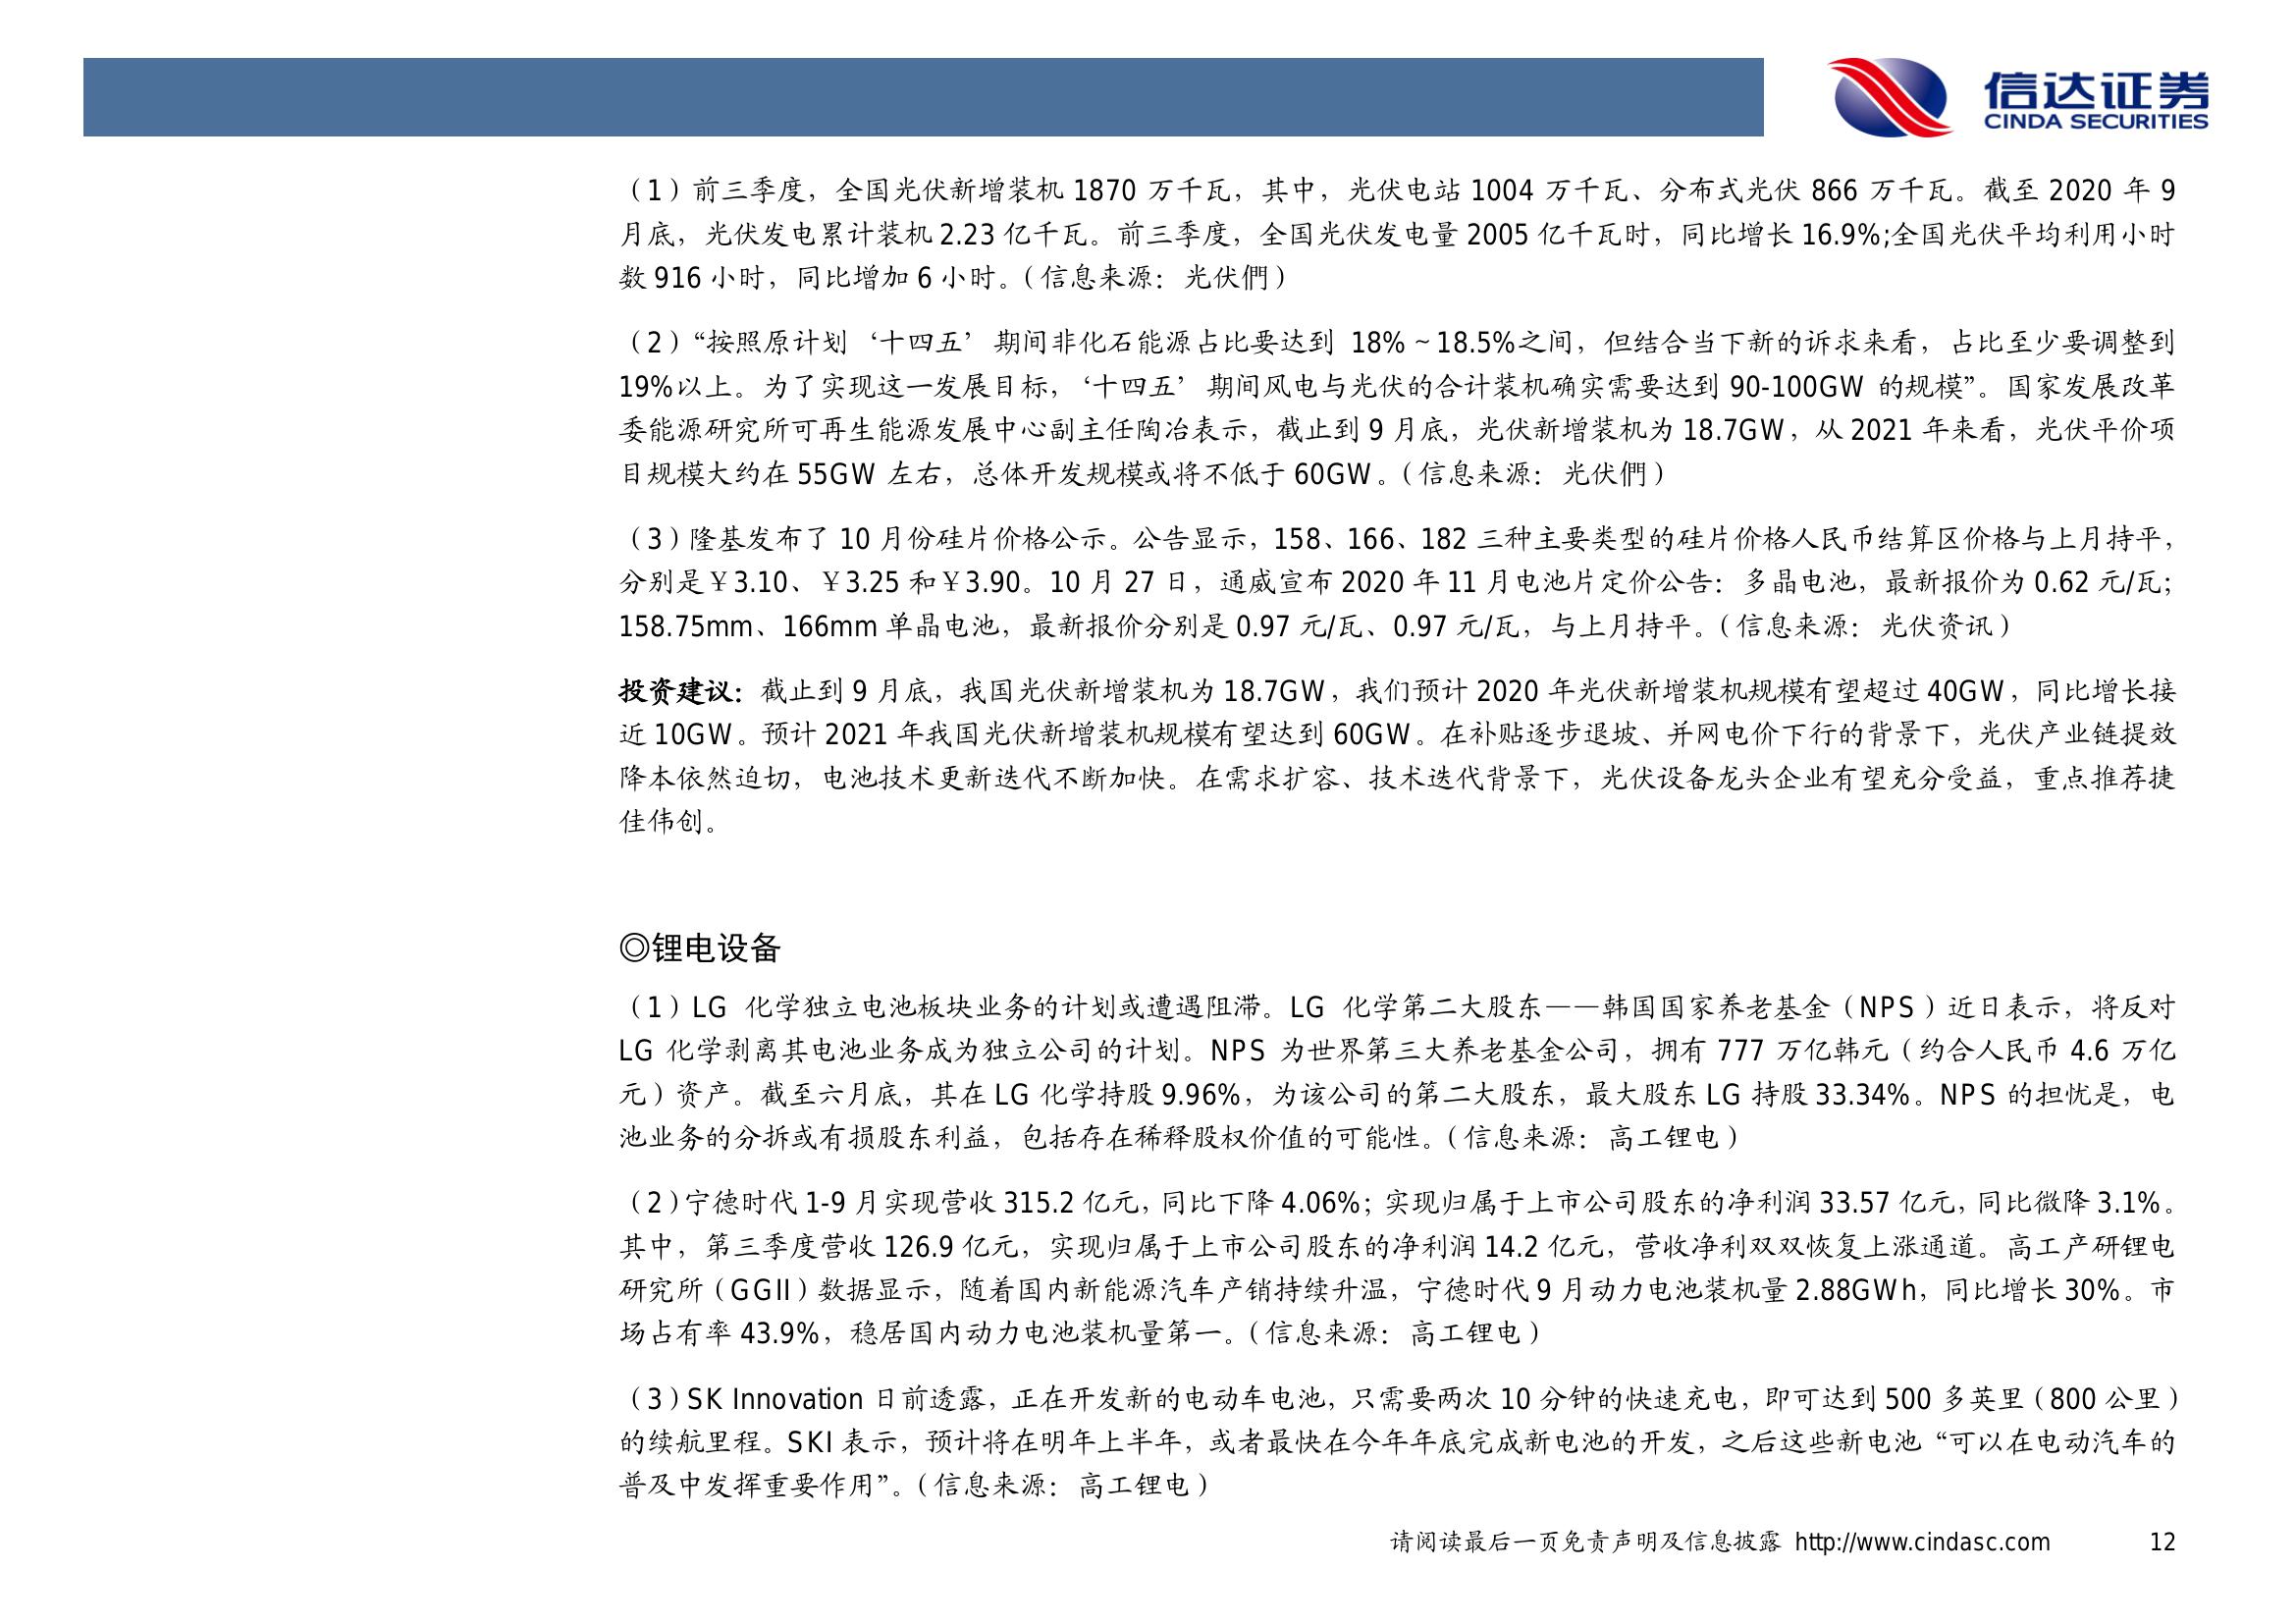 信达证券
CINDA SECURITIES
（1）前三季度，全国光伏新增装机 1870 万千瓦，其中，光伏电站 1004 万千瓦、分布式光伏 866 万千瓦。截至 2020 年 9
月底，光伏发电累计装机 2.23 亿千瓦。前三季度，全国光伏发电量 2005 亿千瓦时，同比增长 16.9%;全国光伏平均利用小时
数 916 小时，同比增加 6 小时。（信息来源：光伏們）
（2）“按照原计划‘十四五’期间非化石能源占比要达到 18%～18.5%之间，但结合当下新的诉求来看，占比至少要调整到
19%以上。为了实现这一发展目标，‘十四五’期间风电与光伏的合计装机确实需要达到 90-100GW 的规模”。国家发展改革
委能源研究所可再生能源发展中心副主任陶冶表示，截止到 9 月底，光伏新增装机为 18.7GW，从 2021 年来看，光伏平价项
目规模大约在 55GW 左右，总体开发规模或将不低于 60GW。（信息来源：光伏們）
（3）隆基发布了 10 月份硅片价格公示。公告显示，158、166、182 三种主要类型的硅片价格人民币结算区价格与上月持平，
分别是￥3.10、￥3.25 和￥3.90。10 月 27 日，通威宣布 2020 年 11 月电池片定价公告：多晶电池，最新报价为 0.62 元/瓦；
158.75mm、166mm 单晶电池，最新报价分别是 0.97 元/瓦、0.97 元/瓦，与上月持平。（信息来源：光伏资讯）
投资建议：截止到 9 月底，我国光伏新增装机为 18.7GW，我们预计 2020 年光伏新增装机规模有望超过 40GW，同比增长接
近 10GW。预计 2021 年我国光伏新增装机规模有望达到 60GW。在补贴逐步退坡、并网电价下行的背景下，光伏产业链提效
降本依然迫切，电池技术更新迭代不断加快。在需求扩容、技术迭代背景下，光伏设备龙头企业有望充分受益，重点推荐捷
佳伟创。
◎锂电设备
（1）LG 化学独立电池板块业务的计划或遭遇阻滞。LG 化学第二大股东——韩国国家养老基金（NPS）近日表示，将反对
LG 化学剥离其电池业务成为独立公司的计划。NPS 为世界第三大养老基金公司，拥有 777 万亿韩元（约合人民币 4.6 万亿
元）资产。截至六月底，其在 LG 化学持股 9.96%，为该公司的第二大股东，最大股东 LG 持股 33.34%。NPS 的担忧是，电
池业务的分拆或有损股东利益，包括存在稀释股权价值的可能性。（信息来源：高工锂电）
（2）宁德时代 1-9 月实现营收 315.2 亿元，同比下降 4.06%；实现归属于上市公司股东的净利润 33.57 亿元，同比微降 3.1%。
其中，第三季度营收 126.9 亿元，实现归属于上市公司股东的净利润 14.2 亿元，营收净利双双恢复上涨通道。高工产研锂电
研究所（GGII）数据显示，随着国内新能源汽车产销持续升温，宁德时代 9 月动力电池装机量 2.88GWh，同比增长 30%。市
场占有率 43.9%，稳居国内动力电池装机量第一。（信息来源：高工锂电）
（3）SK Innovation 日前透露，正在开发新的电动车电池，只需要两次 10 分钟的快速充电，即可达到 500 多英里（800 公里）
的续航里程。SKI 表示，预计将在明年上半年，或者最快在今年年底完成新电池的开发，之后这些新电池“可以在电动汽车的
普及中发挥重要作用”。（信息来源：高工锂电）
请阅读最后一页免责声明及信息披露 http://www.cindasc.com 12